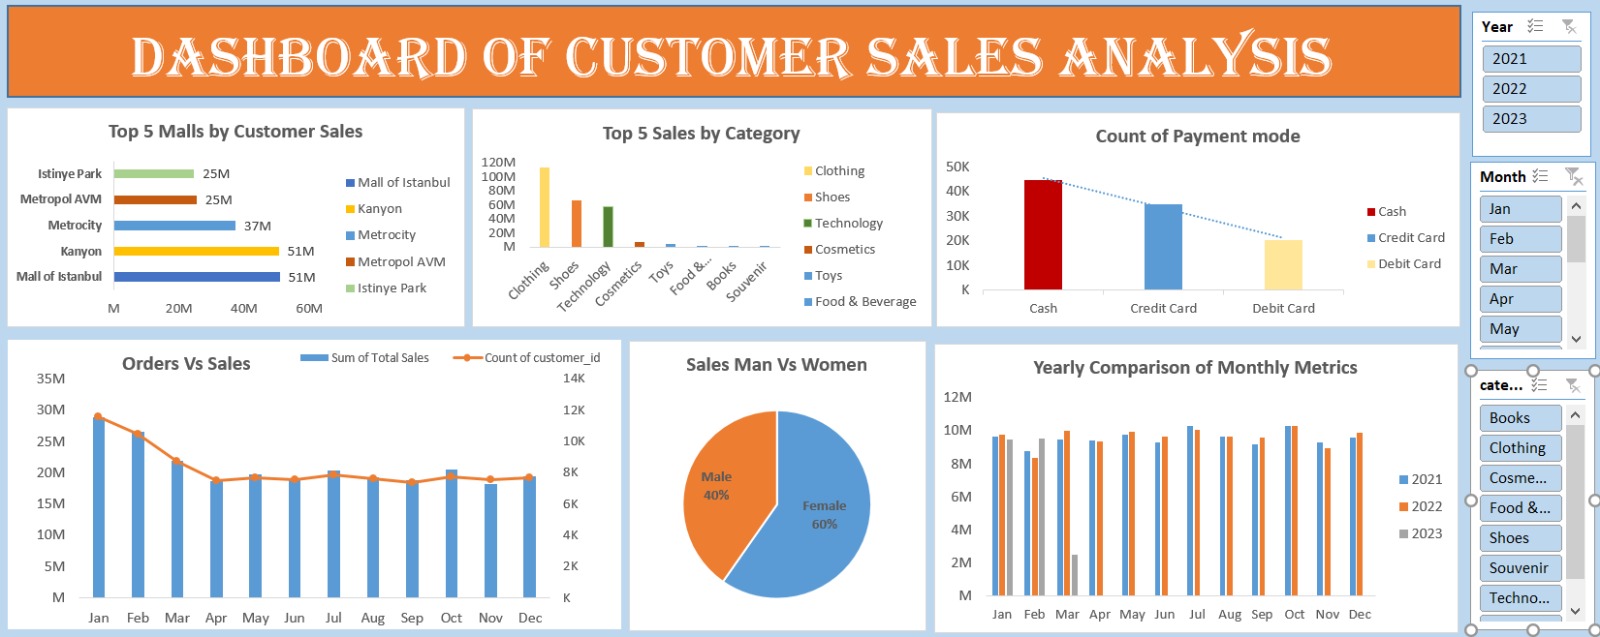 DASHBOARD OF CUSTOMER SALES ANALYSIS
Top 5 Malls by Customer Sales
Istinye Park
25M
Metropol AVM
25M
Metrocity
37M
Kanyon
51M
Mall of Istanbul
51M
M
20M
40M
60M
Mall of Istanbul
Kanyon
Metrocity
Metropol AVM
Istinye Park
Top 5 Sales by Category
120M
100M
80M
60M
40M
20M
M
Clothing
Shoes
Technology
Cosmetics
Toys
Food &...
Books
Souvenir
Clothing
Shoes
Technology
Cosmetics
Toys
Food & Beverage
Count of Payment mode
50K
40K
30K
20K
10K
K
Cash
Credit Card
Debit Card
Cash
Credit Card
Debit Card
Year
2021
2022
2023
Month
Jan
Feb
Mar
Apr
May
Orders Vs Sales
Sum of Total Sales
Count of customer_id
35M
30M
25M
20M
15M
10M
5M
M
14K
12K
10K
8K
6K
4K
2K
K
Jan
Feb
Mar
Apr
May
Jun
Jul
Aug
Sep
Oct
Nov
Dec
Sales Man Vs Women
Male
40%
Female
60%
Yearly Comparison of Monthly Metrics
12M
10M
8M
6M
4M
2M
M
Jan
Feb
Mar
Apr
May
Jun
Jul
Aug
Sep
Oct
Nov
Dec
2021
2022
2023
cate...
Books
Clothing
Cosme...
Food &...
Shoes
Souvenir
Techno...